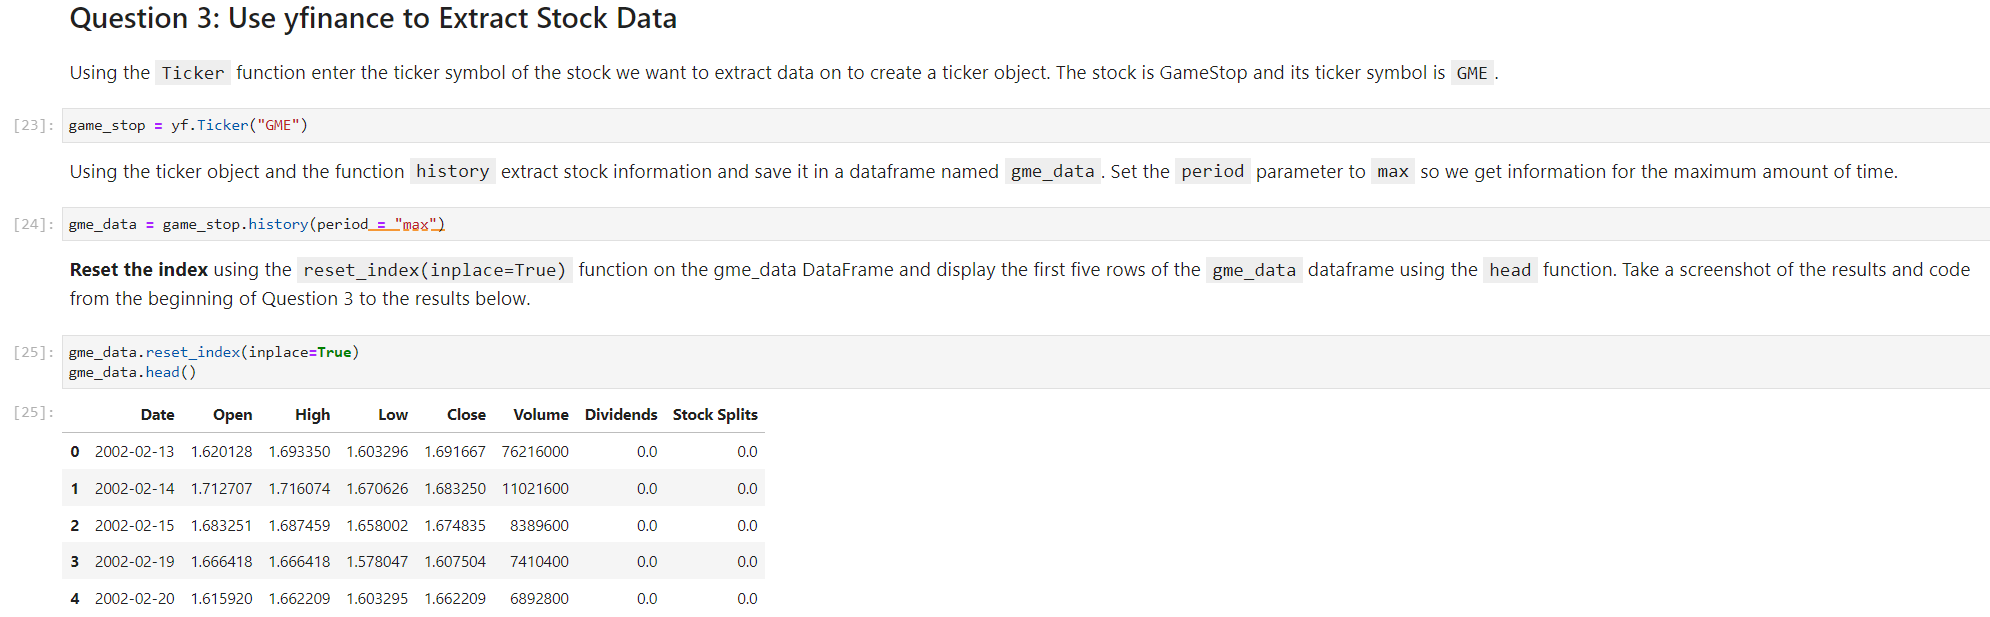 Question 3: Use yfinance to Extract Stock Data
Using the Ticker function enter the ticker symbol of the stock we want to extract data on to create a ticker object. The stock is GameStop and its ticker symbol is GME .
[23]: game_stop = yf.Ticker("GME")
Using the ticker object and the function history extract stock information and save it in a dataframe named gme_data . Set the period parameter to max so we get information for the maximum amount of time.
[24]: gme_data = game_stop.history(period = "max")
Reset the index using the reset_index(inplace=True) function on the gme_data DataFrame and display the first five rows of the gme_data dataframe using the head function. Take a screenshot of the results and code
from the beginning of Question 3 to the results below.
[25]: gme_data.reset_index(inplace=True)
gme_data.head()
[25]: Date Open High Low Close Volume Dividends Stock Splits
0 2002-02-13 1.620128 1.693350 1.603296 1.691667 76216000 0.0 0.0
1 2002-02-14 1.712707 1.716074 1.670626 1.683250 11021600 0.0 0.0
2 2002-02-15 1.683251 1.687459 1.658002 1.674835 8389600 0.0 0.0
3 2002-02-19 1.666418 1.666418 1.578047 1.607504 7410400 0.0 0.0
4 2002-02-20 1.615920 1.662209 1.603295 1.662209 6892800 0.0 0.0